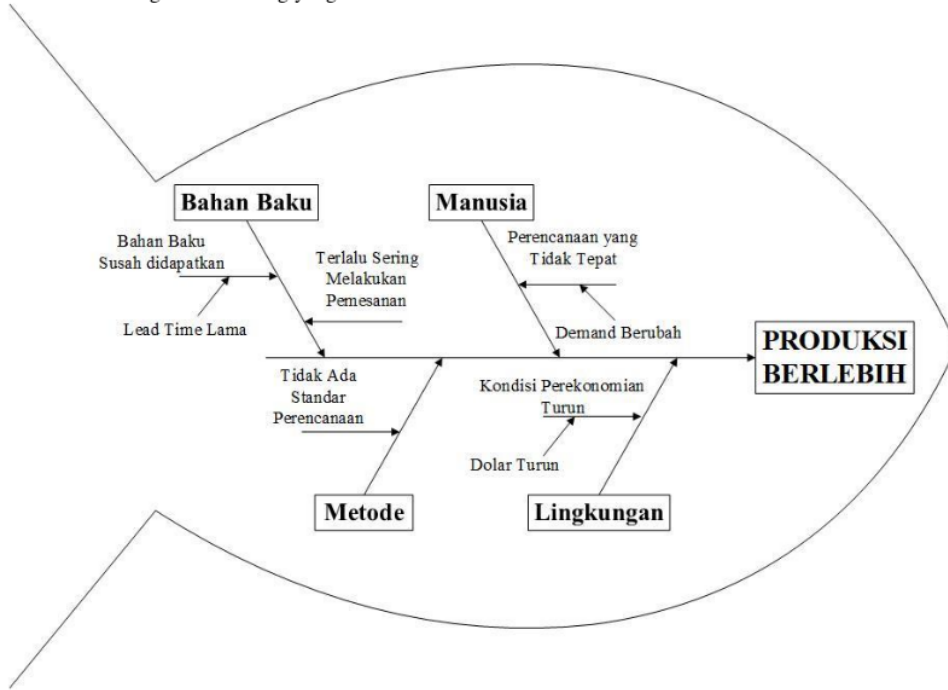 Bahan Baku
Manusia
Bahan Baku
Susah didapatkan
Lead Time Lama
Terlalu Sering
Melakukan
Pemesanan
Perencanaan yang
Tidak Tepat
Demand Berubah
PRODUKSI
BERLEBIH
Tidak Ada
Standar
Perencanaan
Kondisi Perekonomian
Turun
Dolar Turun
Metode
Lingkungan